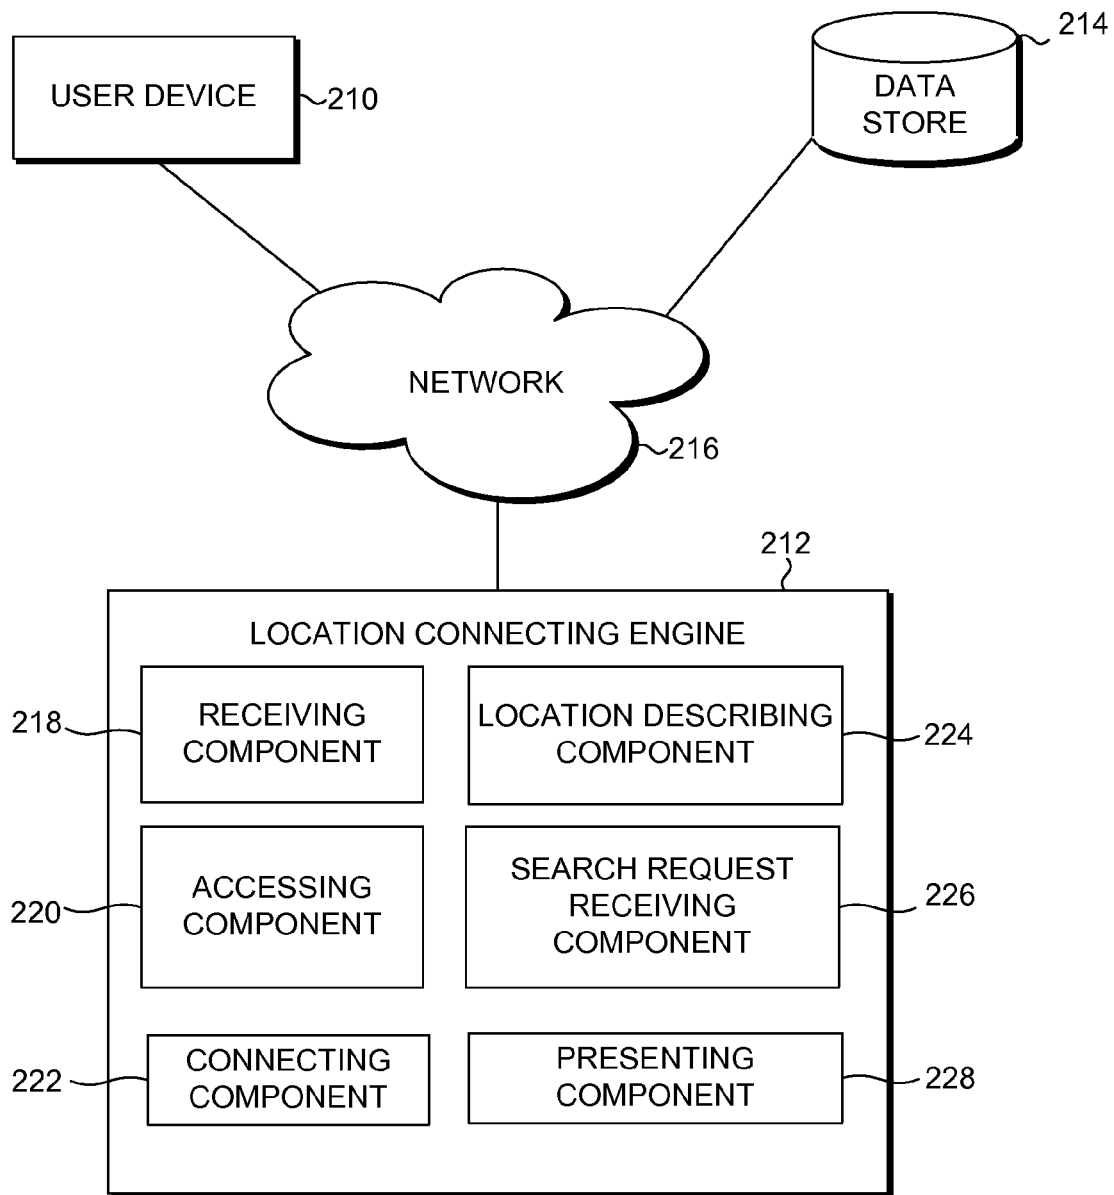 214
USER DEVICE
210
DATA
STORE
NETWORK
216
212
LOCATION CONNECTING ENGINE
218
RECEIVING
COMPONENT
LOCATION DESCRIBING
COMPONENT
224
220
ACCESSING
COMPONENT
SEARCH REQUEST
RECEIVING
COMPONENT
226
222
CONNECTING
COMPONENT
PRESENTING
COMPONENT
228